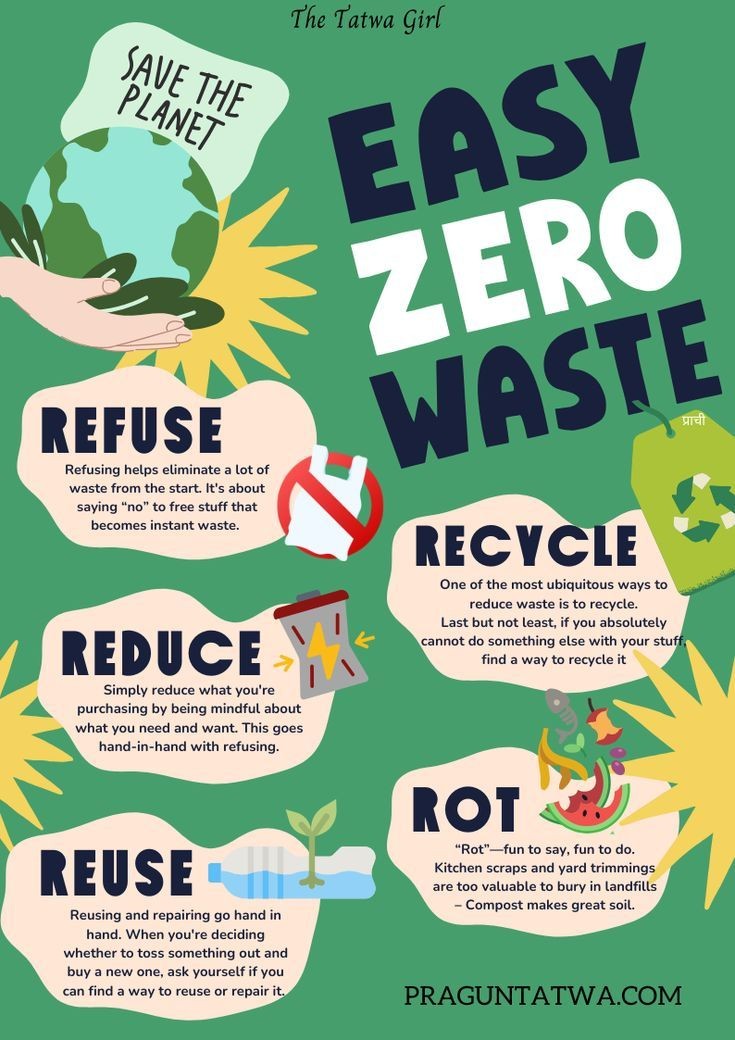 The Tatwa Girl
SAVE THE
PLANET
EASY
ZERO
WASTE
प्राची
REFUSE
Refusing helps eliminate a lot of
waste from the start. It's about
saying “no” to free stuff that
becomes instant waste.
REDUCE
Simply reduce what you're
purchasing by being mindful about
what you need and want. This goes
hand-in-hand with refusing.
REUSE
Reusing and repairing go hand in
hand. When you're deciding
whether to toss something out and
buy a new one, ask yourself if you
can find a way to reuse or repair it.
RECYCLE
One of the most ubiquitous ways to
reduce waste is to recycle.
Last but not least, if you absolutely
cannot do something else with your stuff,
find a way to recycle it
ROT
“Rot”—fun to say, fun to do.
Kitchen scraps and yard trimmings
are too valuable to bury in landfills
– Compost makes great soil.
PRAGUNTATWA.COM